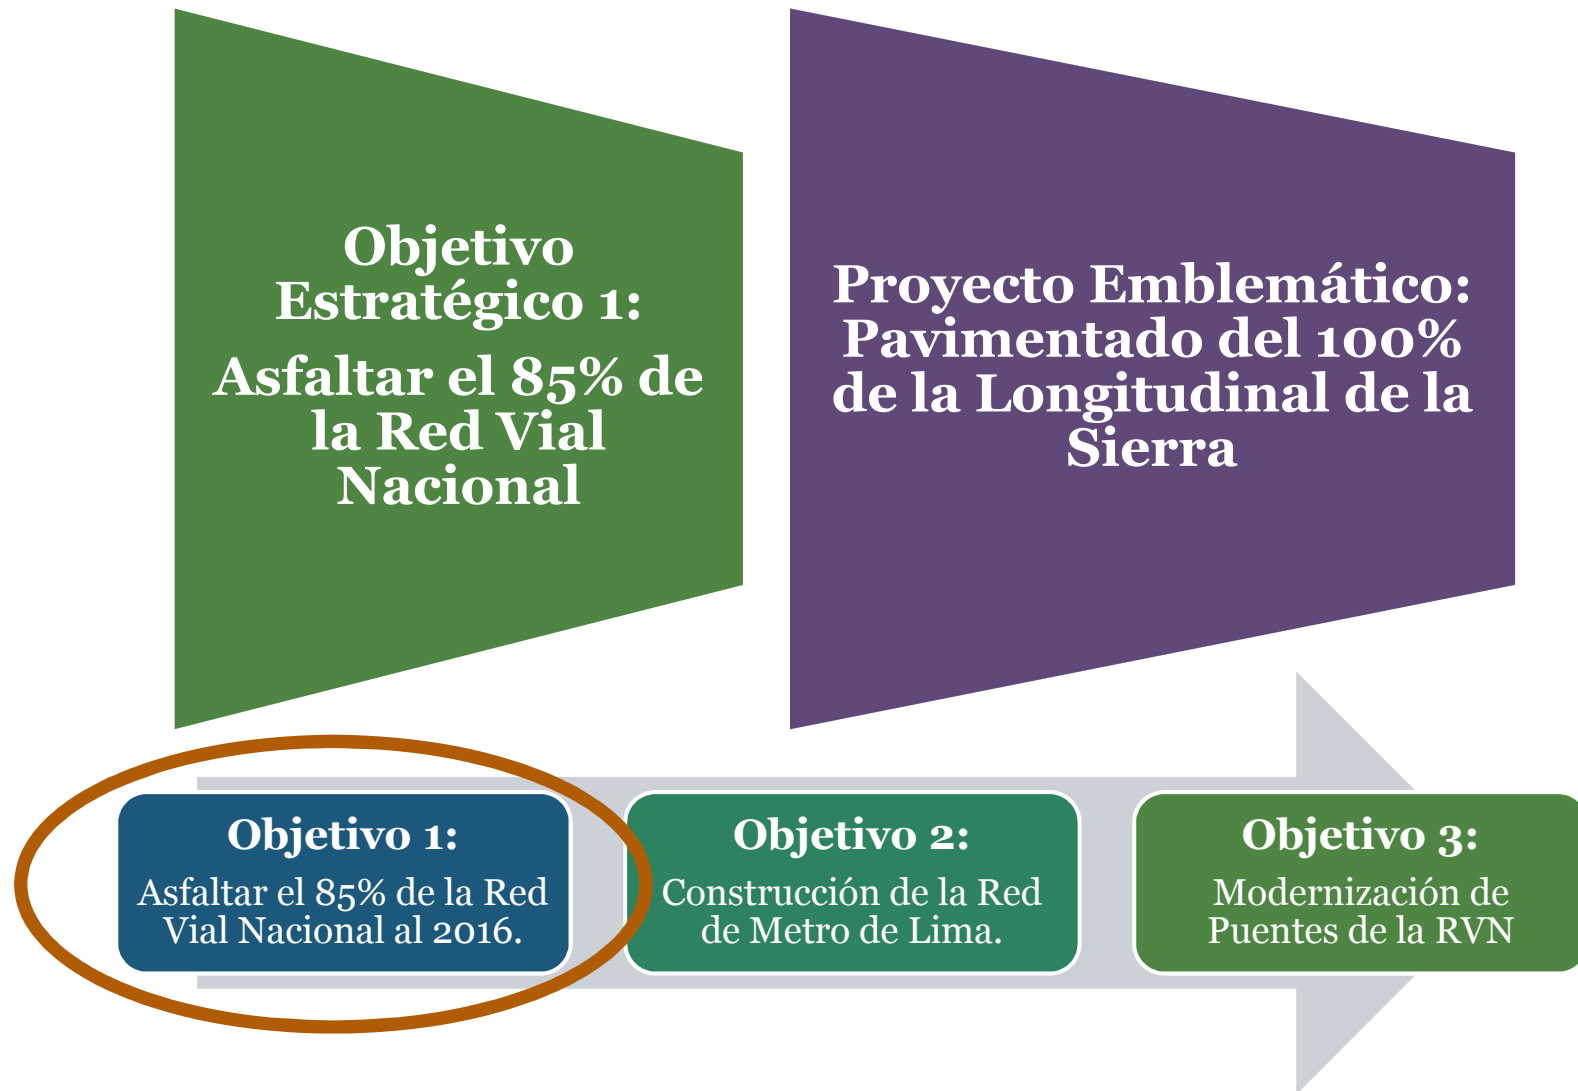 Objetivo
Estratégico 1:
Asfaltar el 85% de
la Red Vial
Nacional
Proyecto Emblemático:
Pavimentado del 100%
de la Longitudinal de la
Sierra
Objetivo 1:
Asfaltar el 85% de la Red
Vial Nacional al 2016.
Objetivo 2:
Construcción de la Red
de Metro de Lima.
Objetivo 3:
Modernización de
Puentes de la RVN